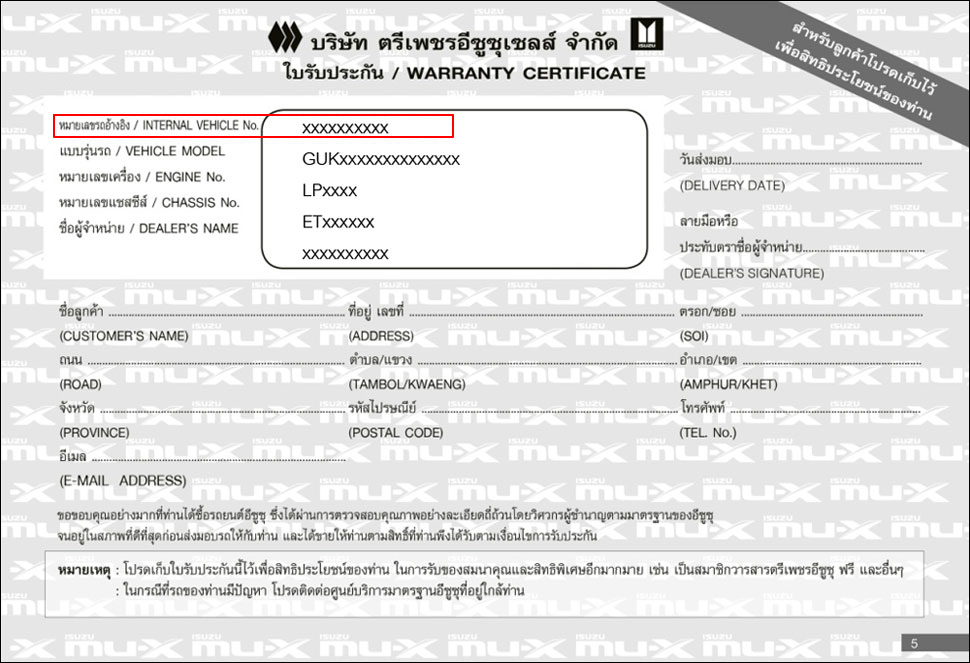 บริษัท ตรีเพชรอีซูซุเซลส์ จำกัด ISUZU
ใบรับประกัน / WARRANTY CERTIFICATE
สำหรับลูกค้าโปรดเก็บไว้
เพื่อสิทธิประโยชน์ของท่าน
หมายเลขรถอ้างอิง / INTERNAL VEHICLE No. xxxxxxxxxx
แบบรุ่นรถ / VEHICLE MODEL GUKxxxxxxxxxxxxxx
หมายเลขเครื่อง / ENGINE No. LPxxxx
หมายเลขแชสซีส์ / CHASSIS No. ETxxxxxx
ชื่อผู้จำหน่าย / DEALER'S NAME xxxxxxxxxx
วันส่งมอบ
(DELIVERY DATE)
ลายมือหรือ
ประทับตราชื่อผู้จำหน่าย
(DEALER'S SIGNATURE)
ชื่อลูกค้า ที่อยู่ เลขที่ ตรอก/ซอย
(CUSTOMER'S NAME) (ADDRESS) (SOI)
ถนน ตำบล/แขวง อำเภอ/เขต
(ROAD) (TAMBOL/KWAENG) (AMPHUR/KHET)
จังหวัด รหัสไปรษณีย์ โทรศัพท์
(PROVINCE) (POSTAL CODE) (TEL. No.)
อีเมล
(E-MAIL ADDRESS)
ขอขอบคุณอย่างมากที่ท่านได้ซื้อรถยนต์อีซูซุ ซึ่งได้ผ่านการตรวจสอบคุณภาพอย่างละเอียดถี่ถ้วนโดยวิศวกรผู้ชำนาญตามมาตรฐานของอีซูซุ
จนอยู่ในสภาพที่ดีที่สุดก่อนส่งมอบรถให้กับท่าน และได้ขายให้ท่านตามสิทธิ์ที่ท่านพึงได้รับตามเงื่อนไขการรับประกัน
หมายเหตุ : โปรดเก็บใบรับประกันนี้ไว้เพื่อสิทธิประโยชน์ของท่าน ในการรับของสมนาคุณและสิทธิพิเศษอีกมากมาย เช่น เป็นสมาชิกวารสารตรีเพชรอีซูซุ ฟรี และอื่นๆ
: ในกรณีที่รถของท่านมีปัญหา โปรดติดต่อศูนย์บริการมาตรฐานอีซูซุที่อยู่ใกล้ท่าน
5